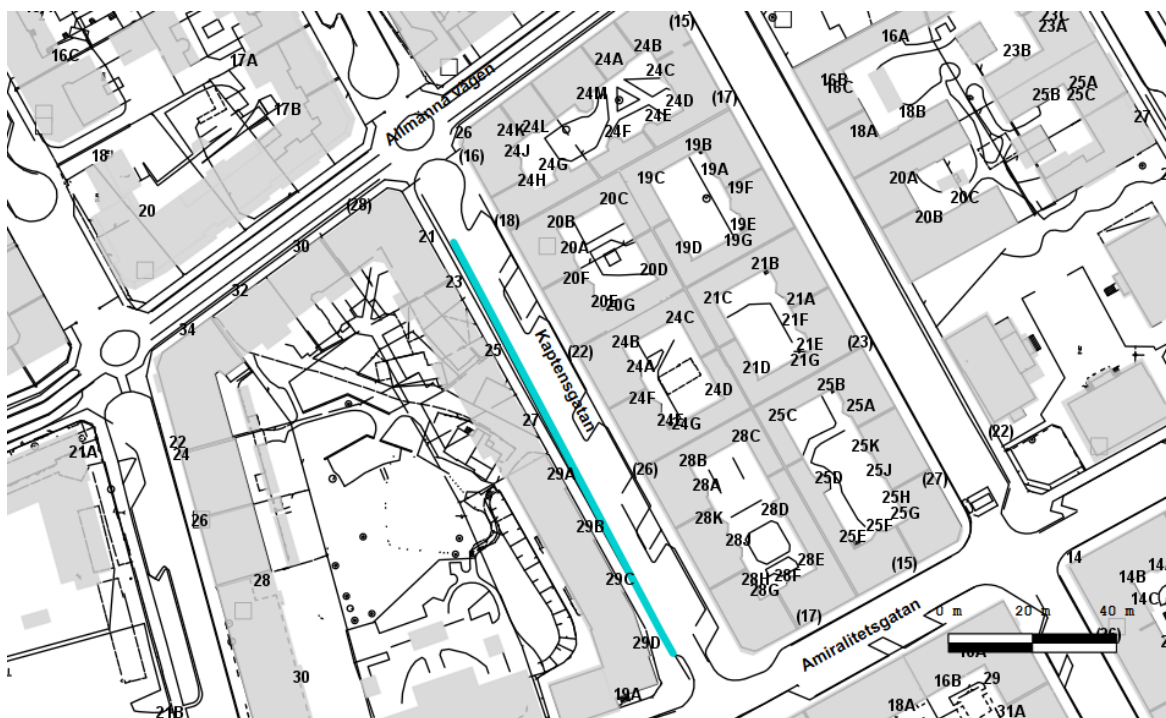 16C
17A
17B
18
20
Allmänna vägen
26
(16)
(28)
30
32
34
21
23
25
27
29A
29B
29C
29D
19A
22
24
26
28
30
21A
21B
(15)
24B
24A
24C
24M
24D
24E
24F
24K
24L
24J
24G
24H
(17)
(18)
19B
19C
19A
19F
19E
19G
19D
20C
20B
20A
20F
20D
20E
20G
Kaptensgatan
(22)
21B
21C
21A
21F
21E
21G
21D
(23)
24C
24B
24A
24F
24D
24E
24G
25B
25A
25C
25K
25J
25D
25H
25G
25F
25E
(27)
(26)
28C
28B
28A
28K
28D
28J
28E
28F
28H
28G
(17)
(15)
Amiralitetsgatan
16A
16B
16C
18A
18B
20A
20B
20C
23A
23B
25A
25B
25C
27
(22)
14
14B
14C
(26)
0 m 20 m 40 m
16B
29
18A
31A